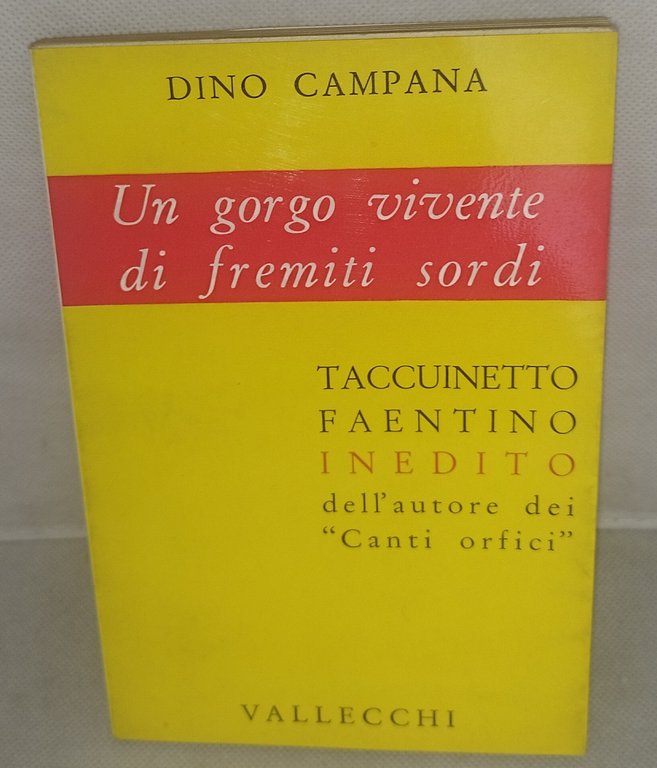 DINO CAMPANA
Un gorgo vivente
di fremiti sordi
TACCUINETTO
FAENTINO
INEDITO
dell'autore dei
“Canti orfici”
VALLECCHI